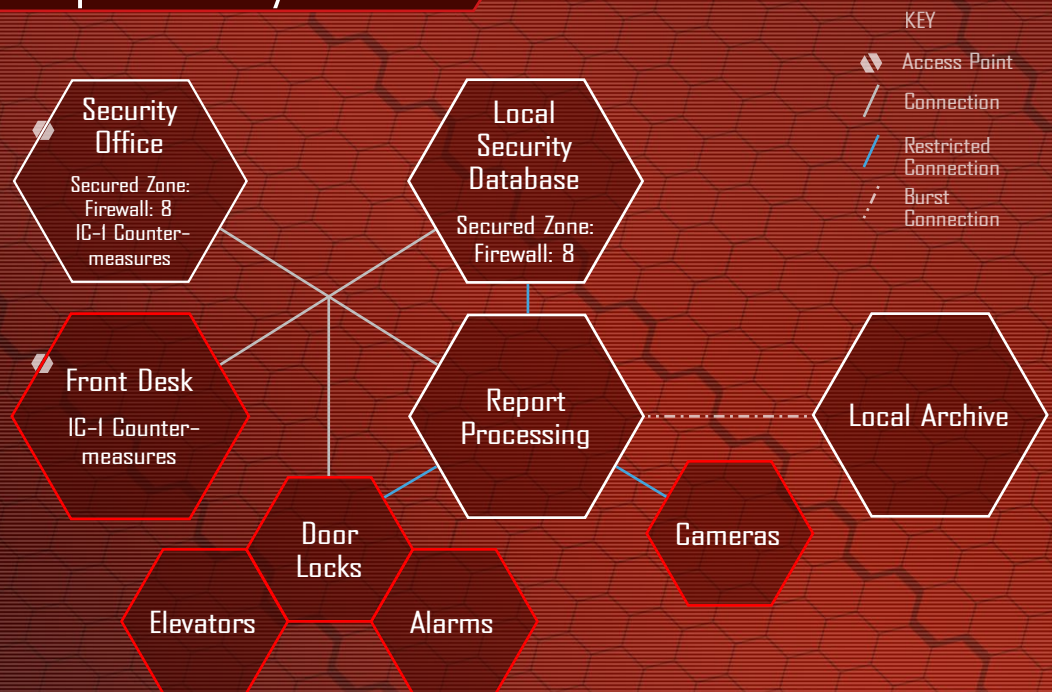 KEY
Access Point
Connection
Restricted
Connection
Burst
Connection
Security
Office
Secured Zone:
Firewall: 8
IC-1 Counter-
measures
Local
Security
Database
Secured Zone:
Firewall: 8
Front Desk
IC-1 Counter-
measures
Report
Processing
Local Archive
Door
Locks
Cameras
Elevators
Alarms